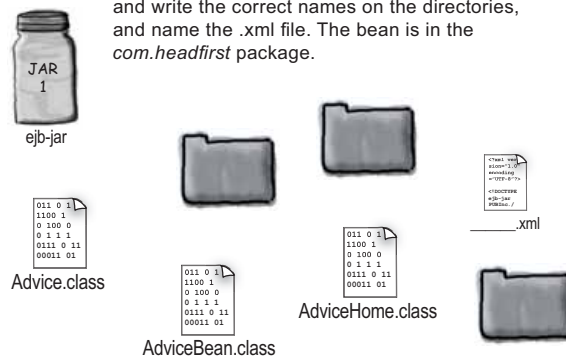 and write the correct names on the directories,
and name the .xml file. The bean is in the
com.headfirst package.
JAR
1
ejb-jar
<?xml ver
sion="1.0
encoding
="UTF-8"?>
<!DOCTYPE
ejb-jar
PUBInc./
______.xml
011 0 1
1100 1
0 100 0
0 1 1 1
0111 0 11
00011 01
Advice.class
011 0 1
1100 1
0 100 0
0 1 1 1
0111 0 11
00011 01
AdviceHome.class
011 0 1
1100 1
0 100 0
0 1 1 1
0111 0 11
00011 01
AdviceBean.class